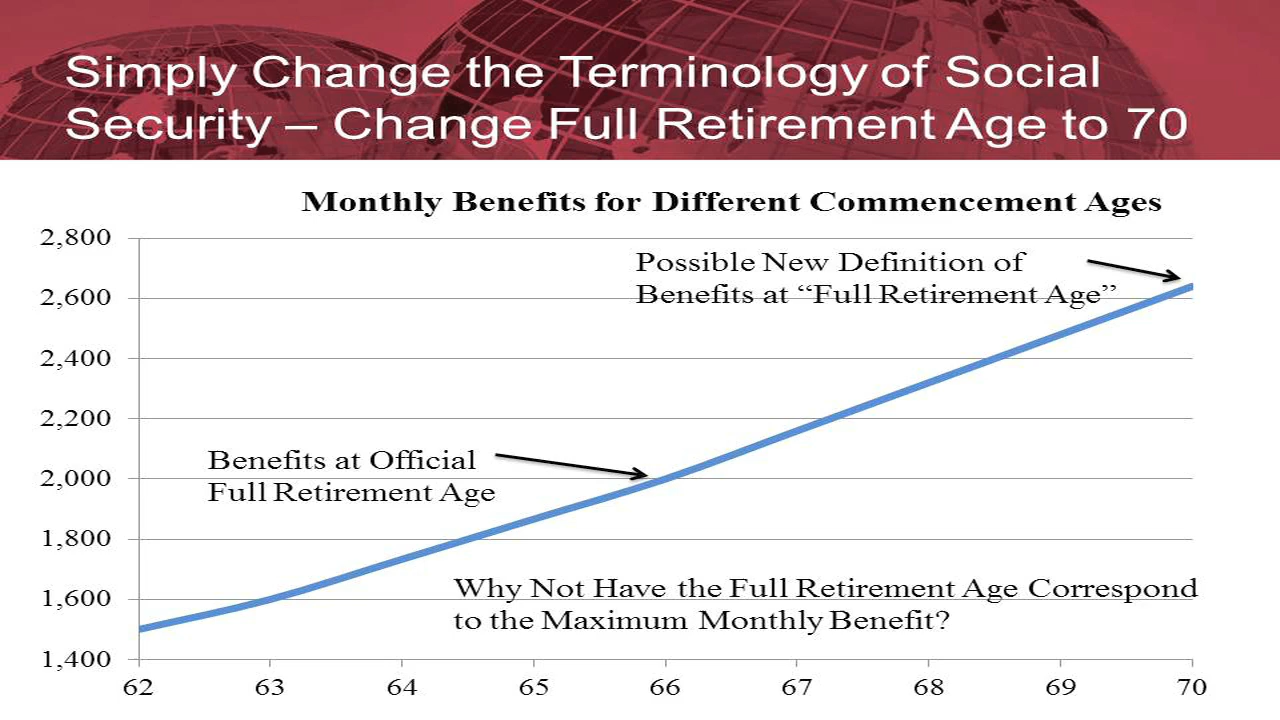 Simply Change the Terminology of Social
Security – Change Full Retirement Age to 70
Monthly Benefits for Different Commencement Ages
2,800
Possible New Definition of
Benefits at “Full Retirement Age”
2,600
2,400
2,200
Benefits at Official
Full Retirement Age
2,000
1,800
Why Not Have the Full Retirement Age Correspond
to the Maximum Monthly Benefit?
1,600
1,400
62 63 64 65 66 67 68 69 70